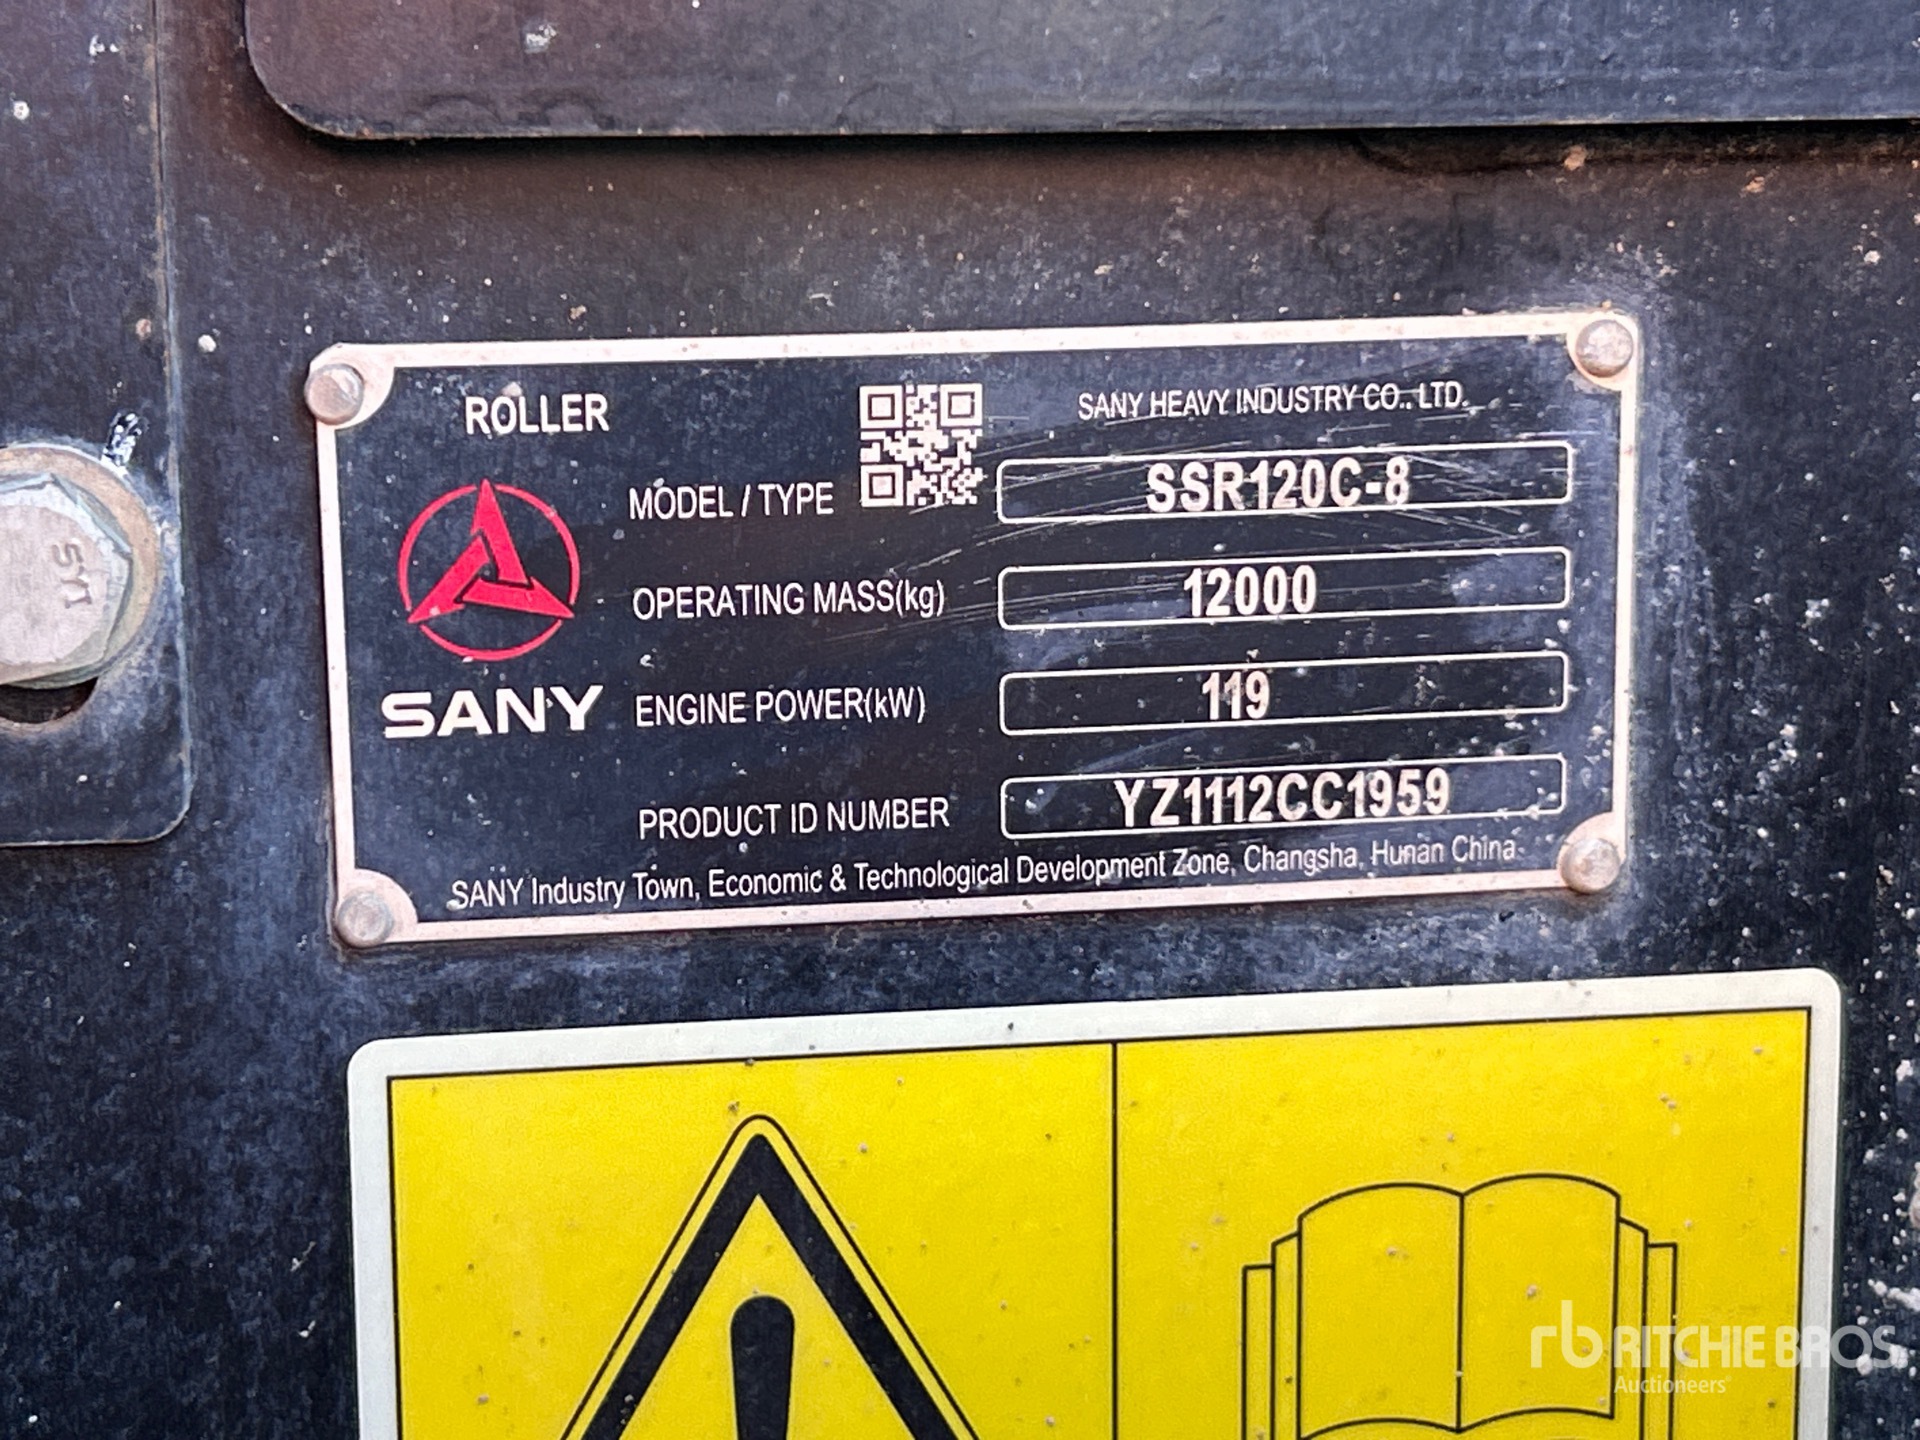 ROLLER
SANY HEAVY INDUSTRY CO., LTD.
MODEL / TYPE SSR120C-8
OPERATING MASS(kg) 12000
ENGINE POWER(kW) 119
SANY
PRODUCT ID NUMBER YZ1112CC1959
SANY Industry Town, Economic & Technological Development Zone, Changsha, Hunan China
rb RITCHIE BROS
Auctioneers